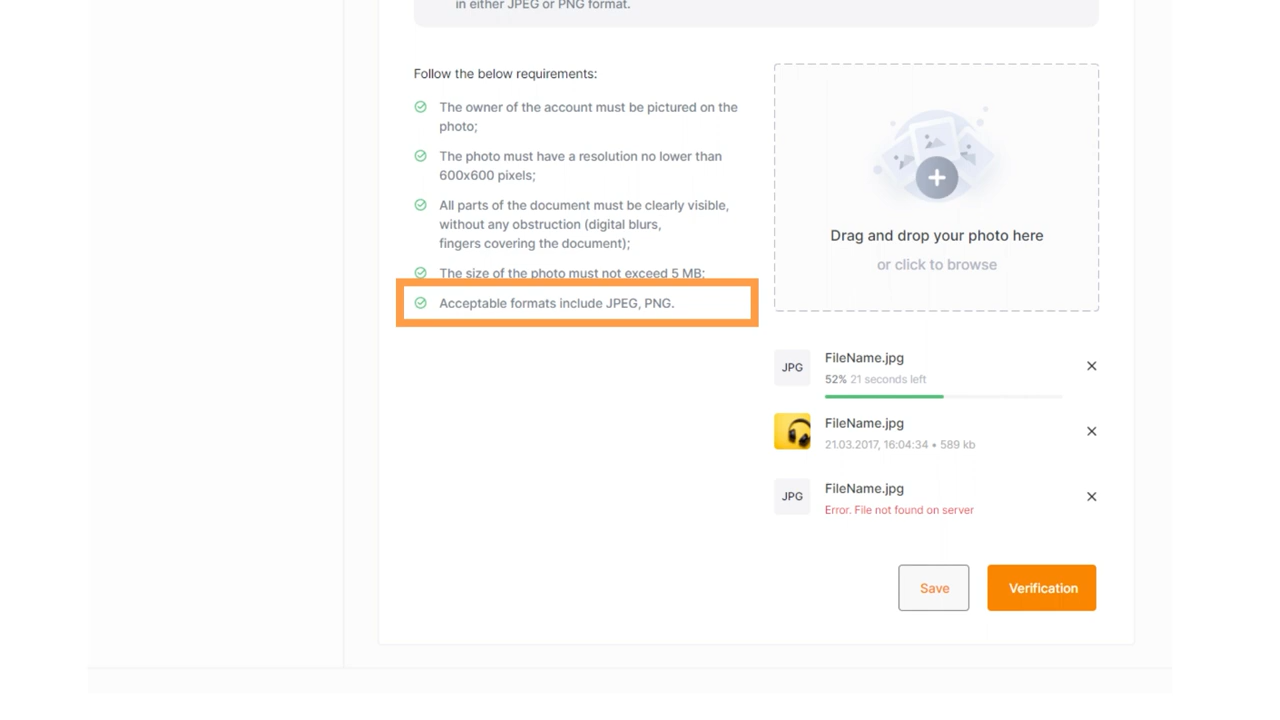 in either JPEG or PNG format.
Follow the below requirements:
The owner of the account must be pictured on the
photo;
The photo must have a resolution no lower than
600x600 pixels;
All parts of the document must be clearly visible,
without any obstruction (digital blurs,
fingers covering the document);
The size of the photo must not exceed 5 MB;
Acceptable formats include JPEG, PNG.
Drag and drop your photo here
or click to browse
JPG
FileName.jpg
52% 21 seconds left
FileName.jpg
21.03.2017, 16:04:34 • 589 kb
JPG
FileName.jpg
Error. File not found on server
Save
Verification